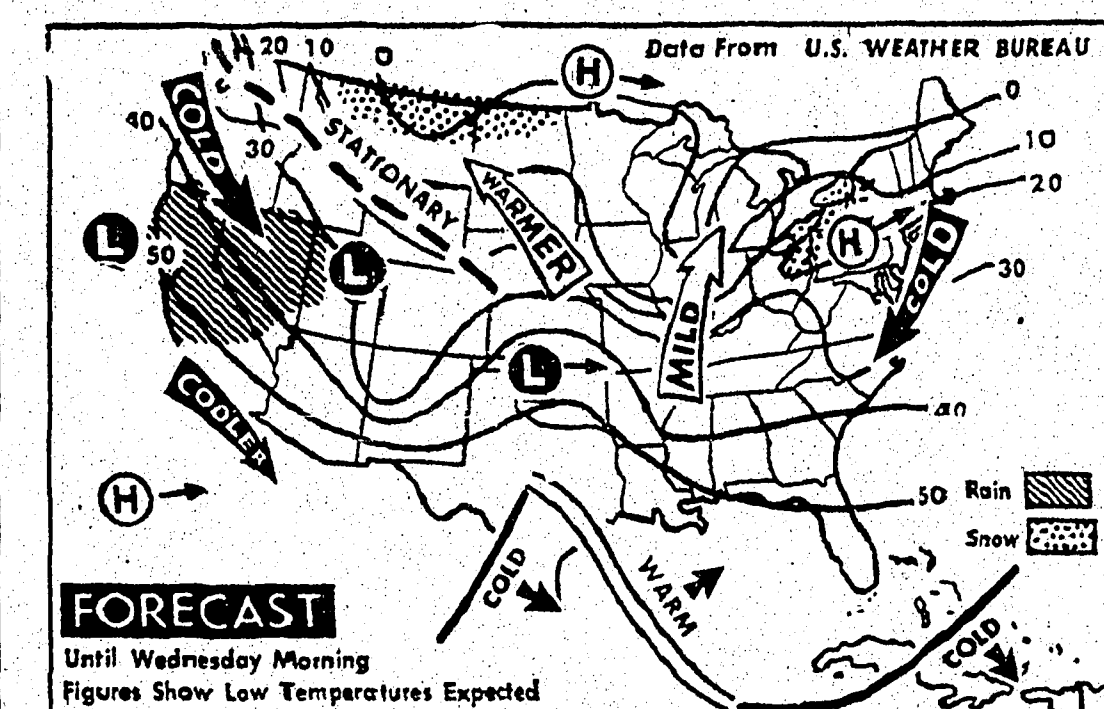 Data From U.S. WEATHER BUREAU
20 10 0
H
0
COLD
40
30
STATIONARY
WARMER
10
20
L
50
L
H
COLD
30
MILD
L
COOLER
40
H
50
Rain
Snow
COLD
WARM
COLD
FORECAST
Until Wednesday Morning
Figures Show Low Temperatures Expected